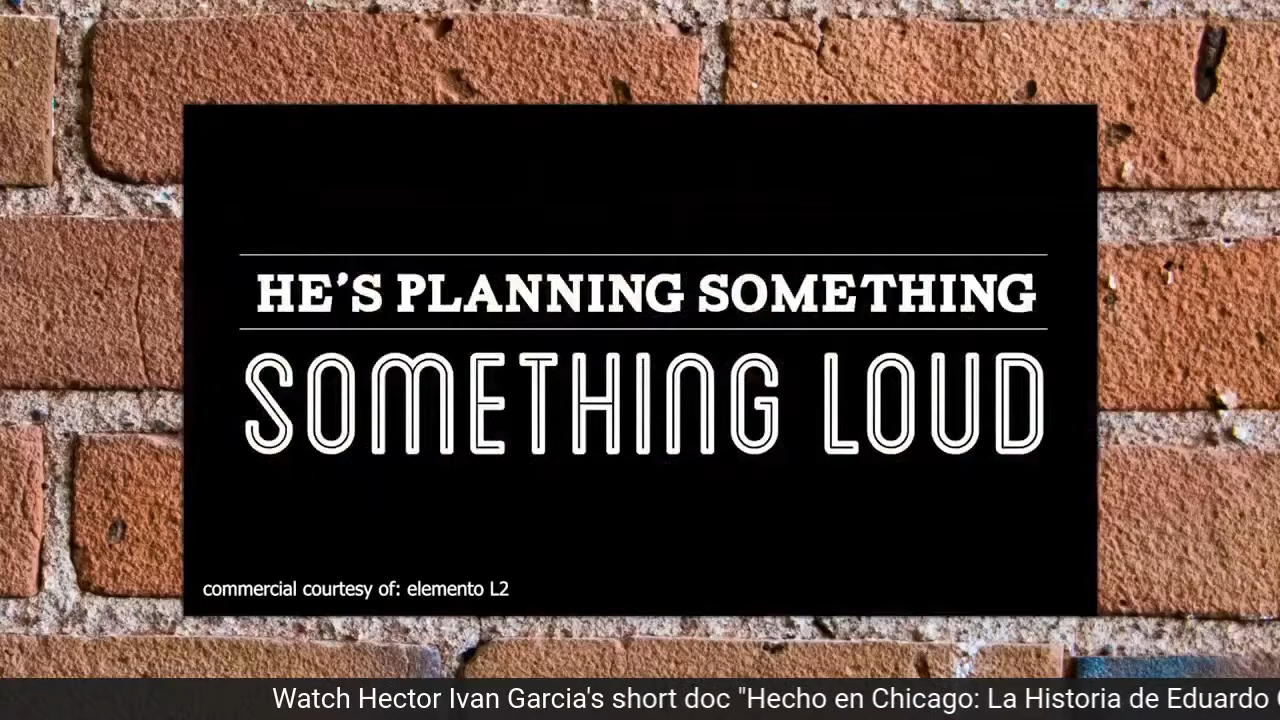 HE'S PLANNING SOMETHING
SOMETHING LOUD
commercial courtesy of: elemento L2
Watch Hector Ivan Garcia's short doc "Hecho en Chicago: La Historia de Eduardo